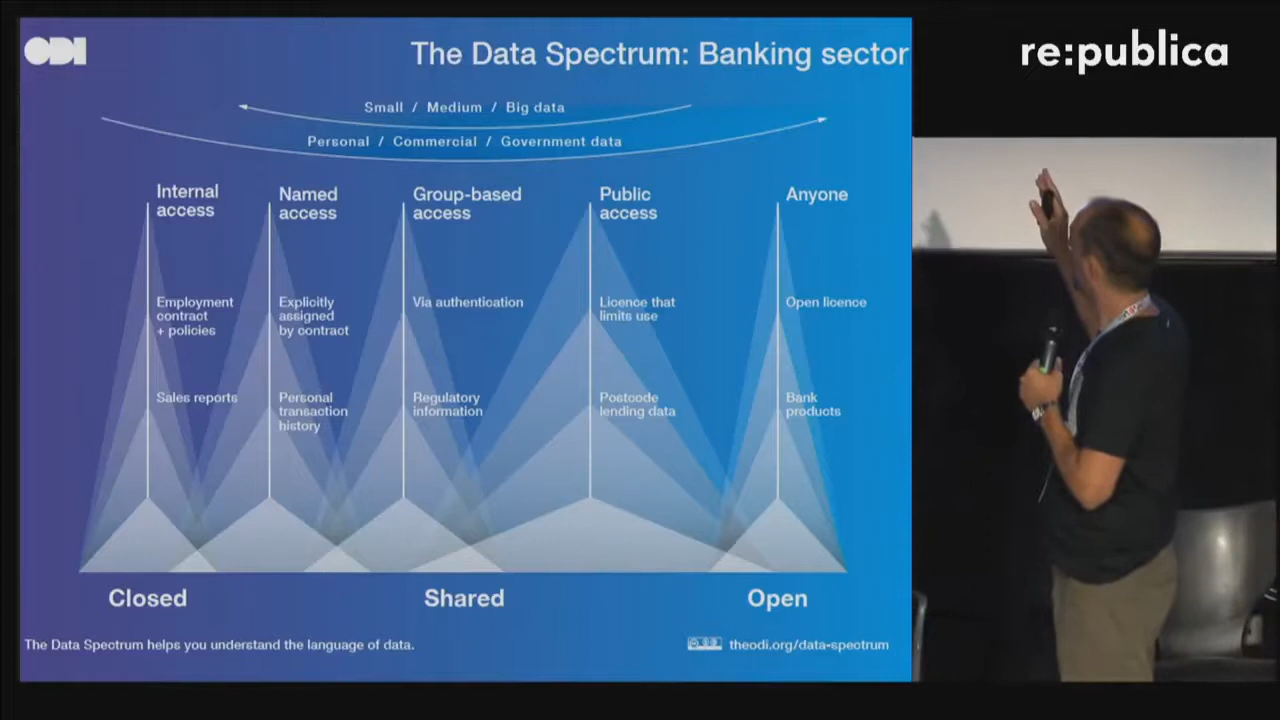 ODI
The Data Spectrum: Banking sector
re:publica
Small / Medium / Big data
Personal / Commercial / Government data
Internal
access
Named
access
Group-based
access
Public
access
Anyone
Employment
contract
+ policies
Explicitly
assigned
by contract
Via authentication
Licence that
limits use
Open licence
Sales reports
Personal
transaction
history
Regulatory
information
Postcode
lending data
Bank
products
Closed
Shared
Open
The Data Spectrum helps you understand the language of data.
theodi.org/data-spectrum